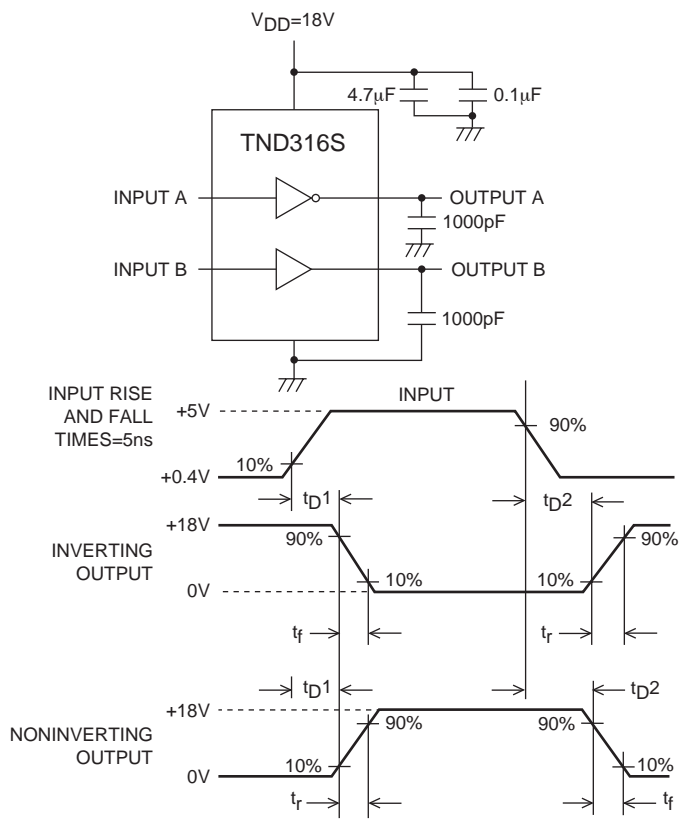 VDD=18V
4.7μF
0.1μF
TND316S
INPUT A
OUTPUT A
1000pF
INPUT B
OUTPUT B
1000pF
INPUT RISE
AND FALL
TIMES=5ns
+5V
INPUT
90%
10%
+0.4V
tD1
tD2
+18V
INVERTING
OUTPUT
90%
90%
10%
10%
0V
tf
tr
tD1
tD2
+18V
NONINVERTING
OUTPUT
90%
90%
10%
10%
0V
tr
tf